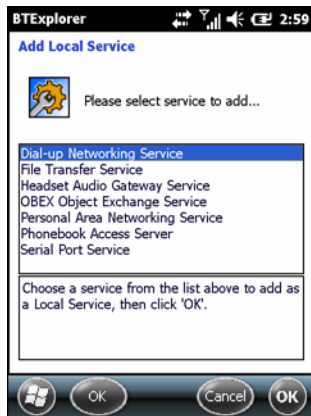 BTExplorer 2:59
Add Local Service
Please select service to add...
Dial-up Networking Service
File Transfer Service
Headset Audio Gateway Service
OBEX Object Exchange Service
Personal Area Networking Service
Phonebook Access Server
Serial Port Service
Choose a service from the list above to add as
a Local Service, then click 'OK'.
OK Cancel OK